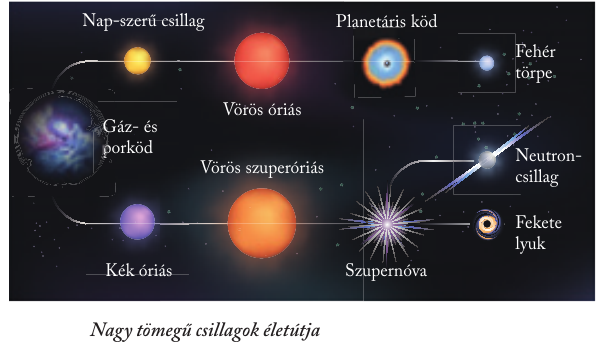 Nap-szerű csillag
Planetáris köd
Fehér
törpe
Vörös óriás
Gáz- és
porköd
Vörös szuperóriás
Neutron-
csillag
Fekete
lyuk
Kék óriás
Szupernóva
Nagy tömegű csillagok életútja